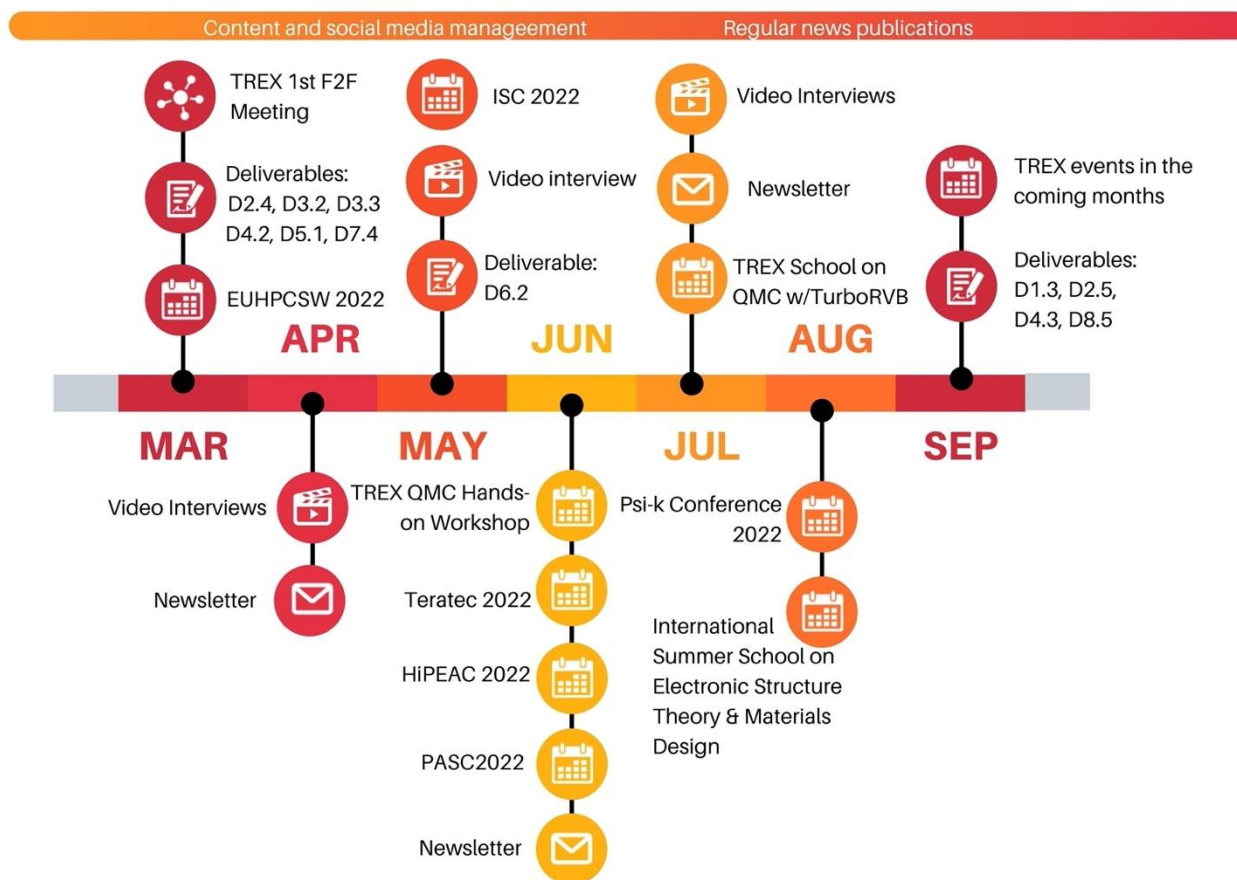 Content and social media manageement
Regular news publications
TREX 1st F2F
Meeting
Deliverables:
D2.4, D3.2, D3.3
D4.2, D5.1, D7.4
EUHPCSW 2022
ISC 2022
Video interview
Deliverable:
D6.2
Video Interviews
Newsletter
TREX School on
QMC w/TurboRVB
TREX events in the
coming months
Deliverables:
D1.3, D2.5,
D4.3, D8.5
APR
JUN
AUG
MAR
MAY
JUL
SEP
Video Interviews
Newsletter
TREX QMC Hands-
on Workshop
Teratec 2022
HiPEAC 2022
PASC2022
Newsletter
Psi-k Conference
2022
International
Summer School on
Electronic Structure
Theory & Materials
Design